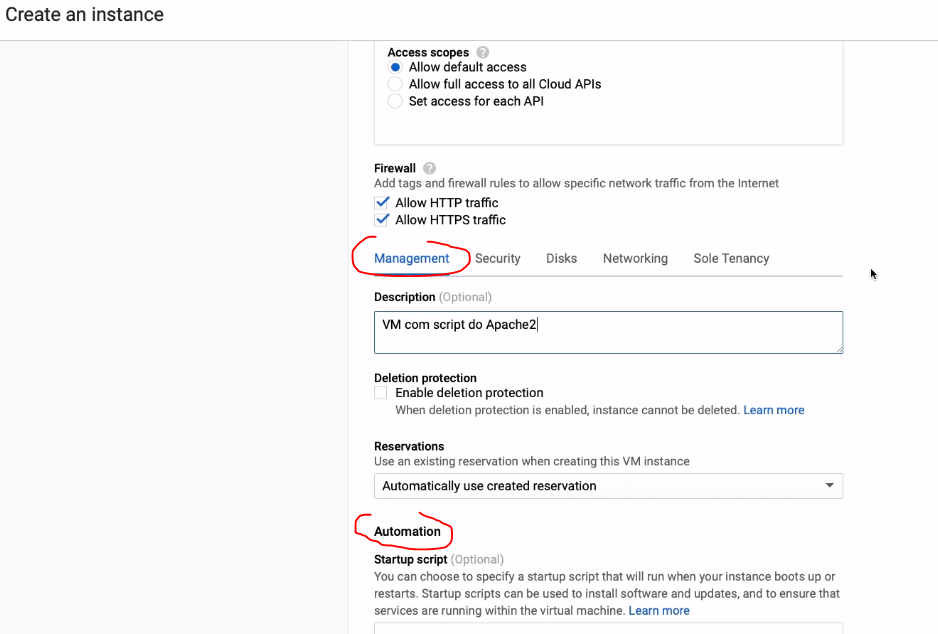 Create an instance
Access scopes ?
Allow default access
Allow full access to all Cloud APIs
Set access for each API
Firewall ?
Add tags and firewall rules to allow specific network traffic from the Internet
Allow HTTP traffic
Allow HTTPS traffic
Management Security Disks Networking Sole Tenancy
Description (Optional)
VM com script do Apache2
Deletion protection
Enable deletion protection
When deletion protection is enabled, instance cannot be deleted. Learn more
Reservations
Use an existing reservation when creating this VM instance
Automatically use created reservation
Automation
Startup script (Optional)
You can choose to specify a startup script that will run when your instance boots up or
restarts. Startup scripts can be used to install software and updates, and to ensure that
services are running within the virtual machine. Learn more